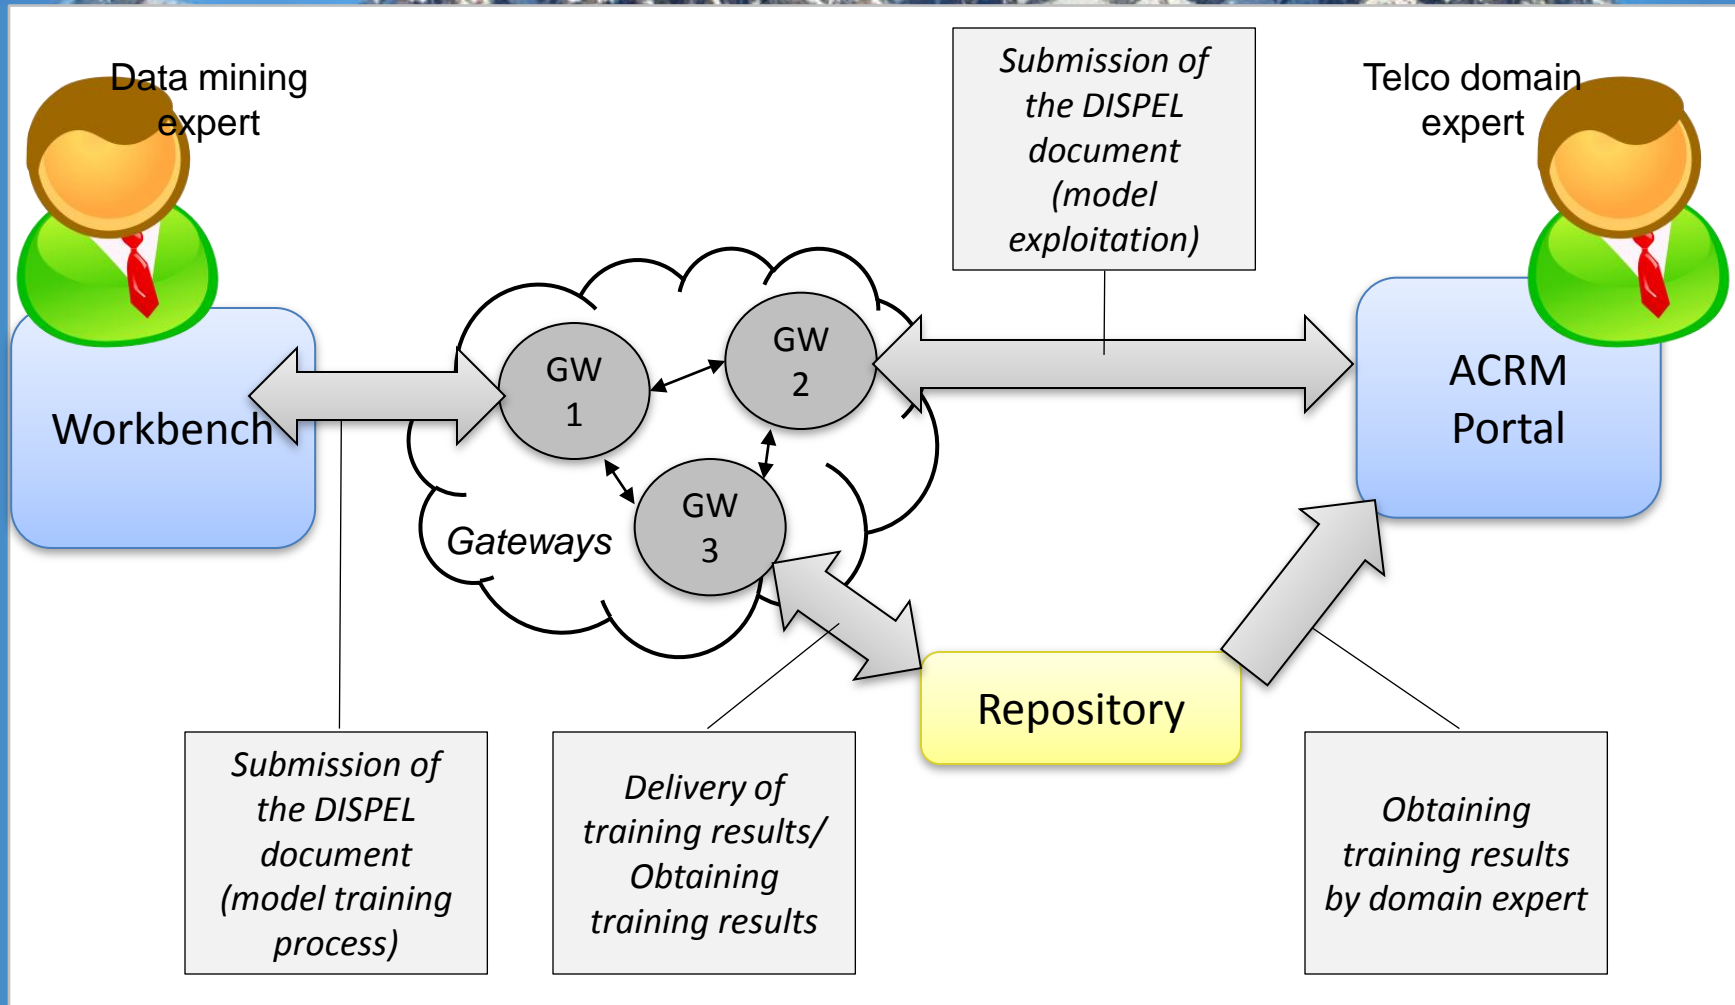 Data mining
expert
Submission of
the DISPEL
document
(model
exploitation)
Telco domain
expert
Workbench
GW
1
GW
2
GW
3
Gateways
ACRM
Portal
Repository
Submission of
the DISPEL
document
(model training
process)
Delivery of
training results/
Obtaining
training results
Obtaining
training results
by domain expert